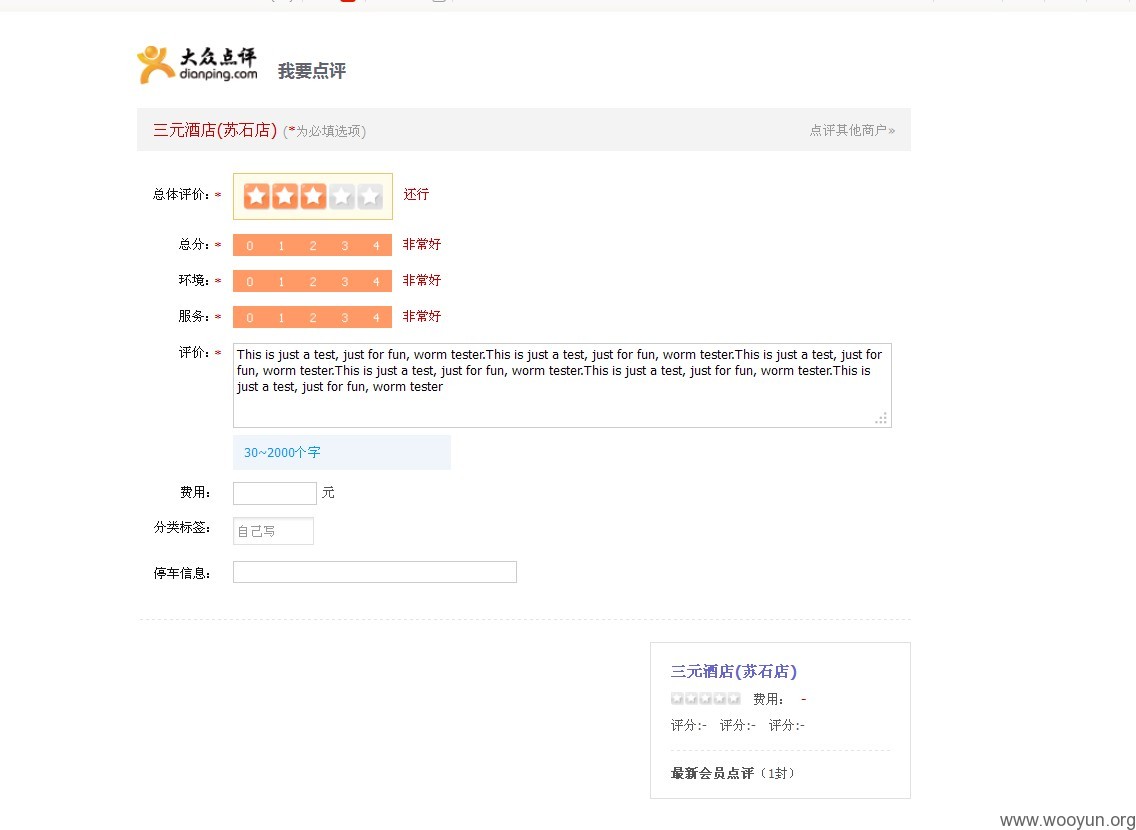 大众点评
dianping.com
我要点评
三元酒店(苏石店) (*为必填选项)
点评其他商户»
总体评价: * 还行
总分: * 0 1 2 3 4 非常好
环境: * 0 1 2 3 4 非常好
服务: * 0 1 2 3 4 非常好
评价: * This is just a test, just for fun, worm tester.This is just a test, just for fun, worm tester.This is just a test, just for
fun, worm tester.This is just a test, just for fun, worm tester.This is just a test, just for fun, worm tester.This is
just a test, just for fun, worm tester
30~2000个字
费用: 元
分类标签: 自己写
停车信息:
三元酒店(苏石店)
费用: -
评分:- 评分:- 评分:-
最新会员点评（1封）
www.wooyun.org